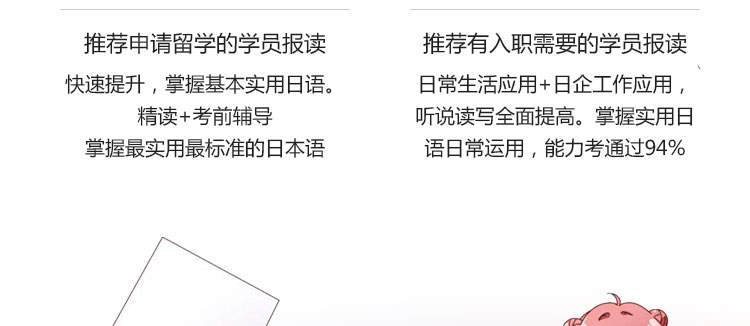 推荐申请留学的学员报读
快速提升，掌握基本实用日语。
精读+考前辅导
掌握最实用最标准的日本语
推荐有入职需要的学员报读
日常生活应用+日企工作应用，
听说读写全面提高。掌握实用日
语日常运用，能力考通过94%